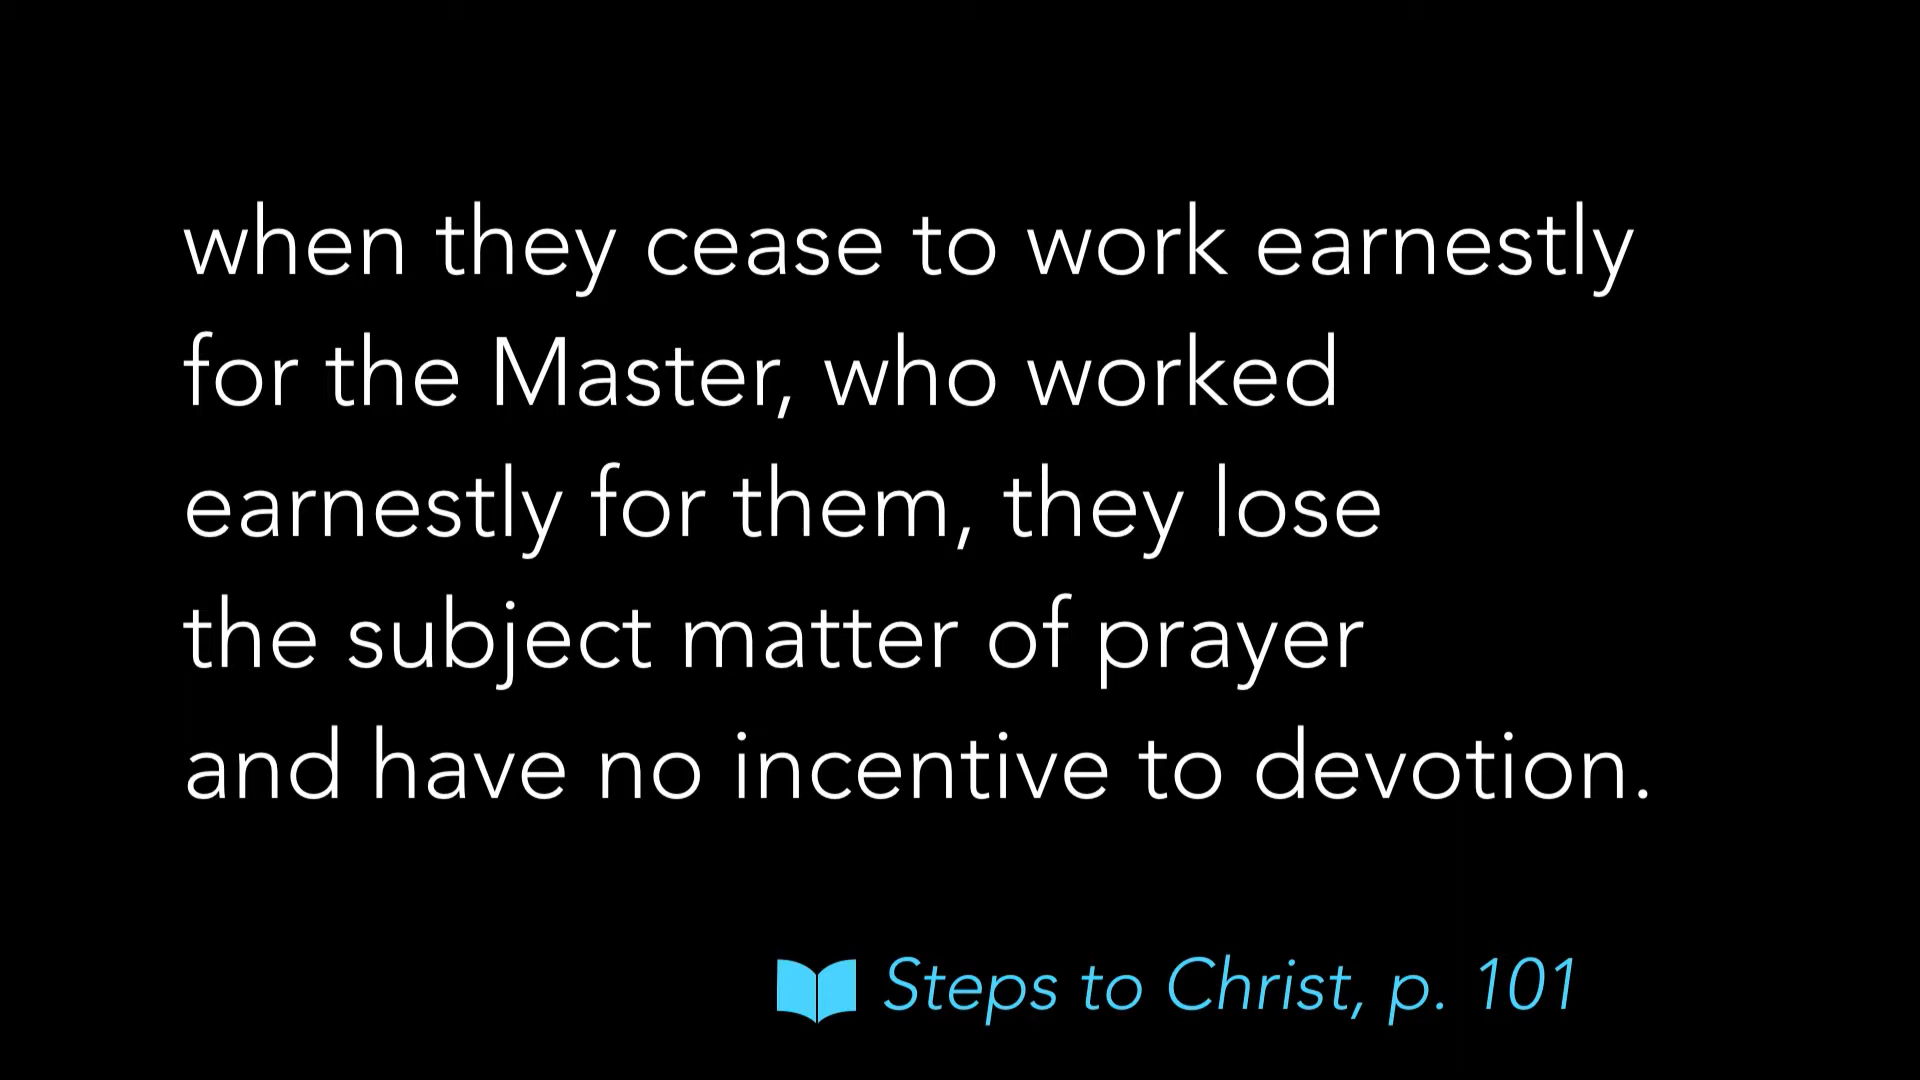 when they cease to work earnestly
for the Master, who worked
earnestly for them, they lose
the subject matter of prayer
and have no incentive to devotion.
Steps to Christ, p. 101